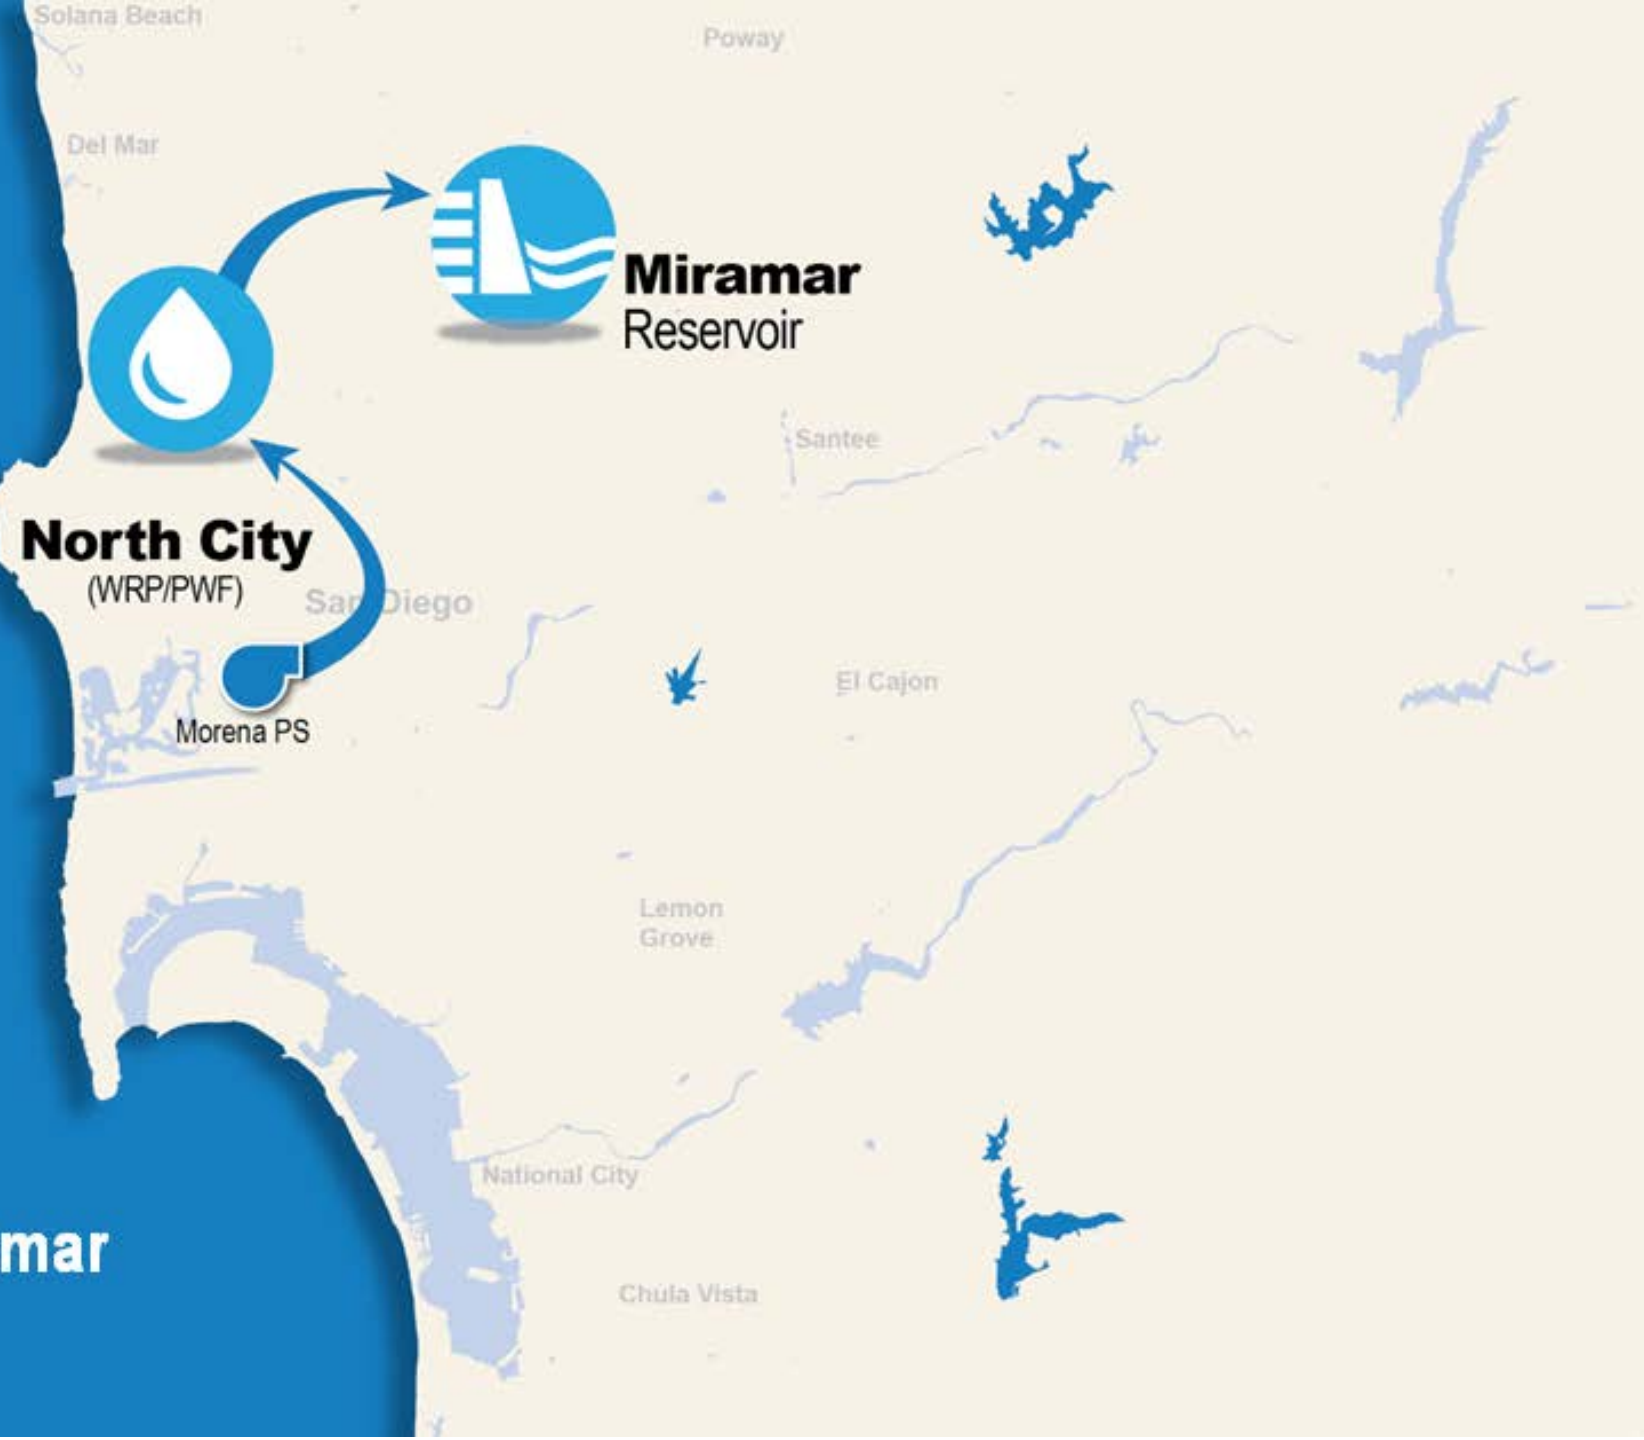 Solana Beach
Poway
Del Mar
Miramar
Reservoir
Santee
North City
(WRP/PWF)
San Diego
Morena PS
El Cajon
Lemon
Grove
National City
mar
Chula Vista